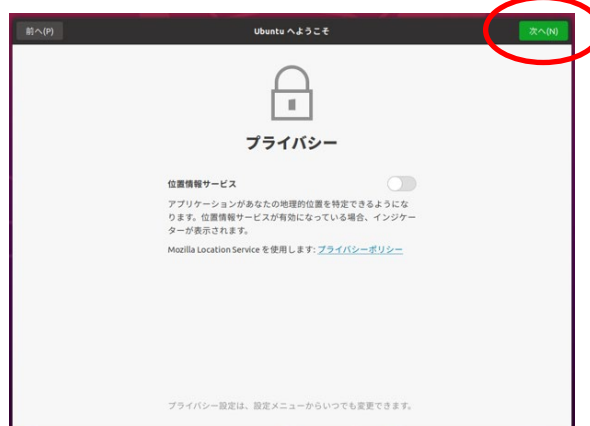 前へ(P)
Ubuntu へようこそ
次へ(N)
プライバシー
位置情報サービス
アプリケーションがあなたの地理的位置を特定できるようにな
ります。位置情報サービスが有効になっている場合、インジケー
ターが表示されます。
Mozilla Location Service を使用します: プライバシーポリシー
プライバシー設定は、設定メニューからいつでも変更できます。